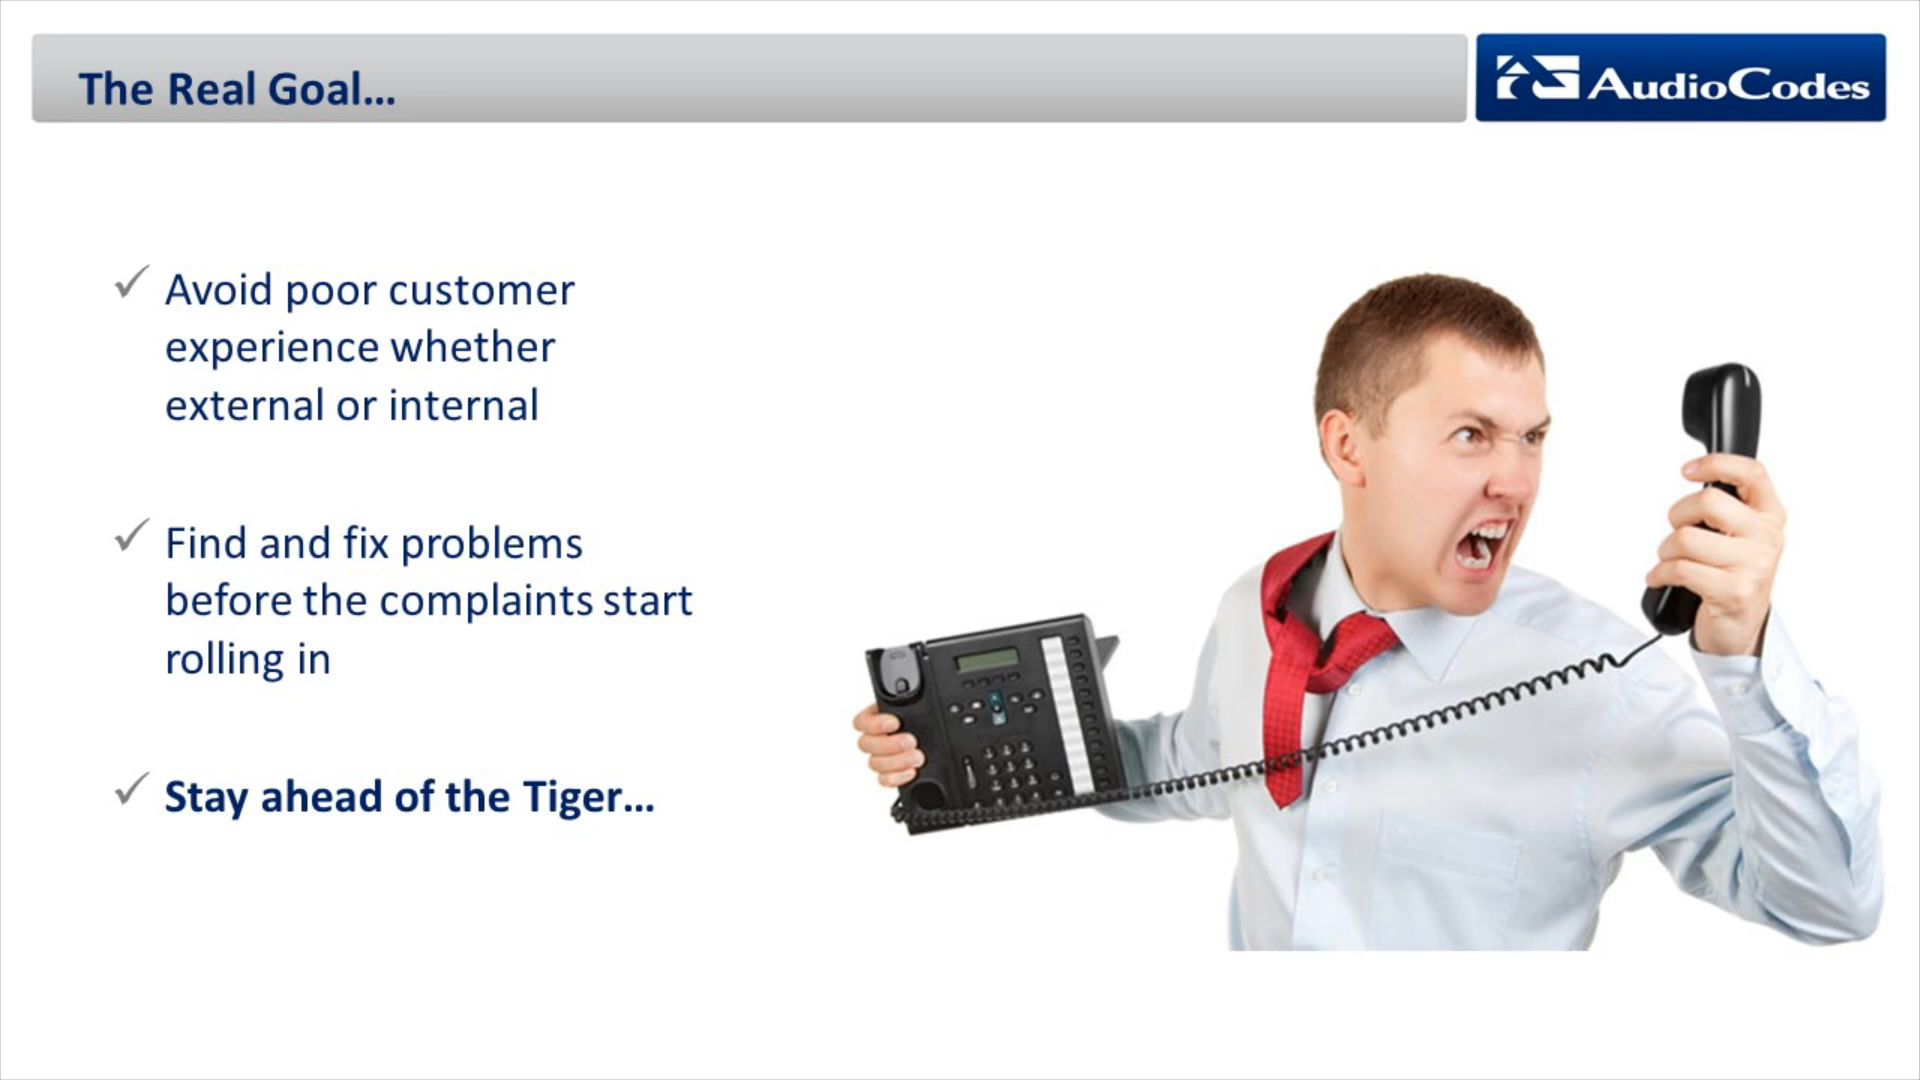 The Real Goal...
AudioCodes
Avoid poor customer
experience whether
external or internal
Find and fix problems
before the complaints start
rolling in
Stay ahead of the Tiger...